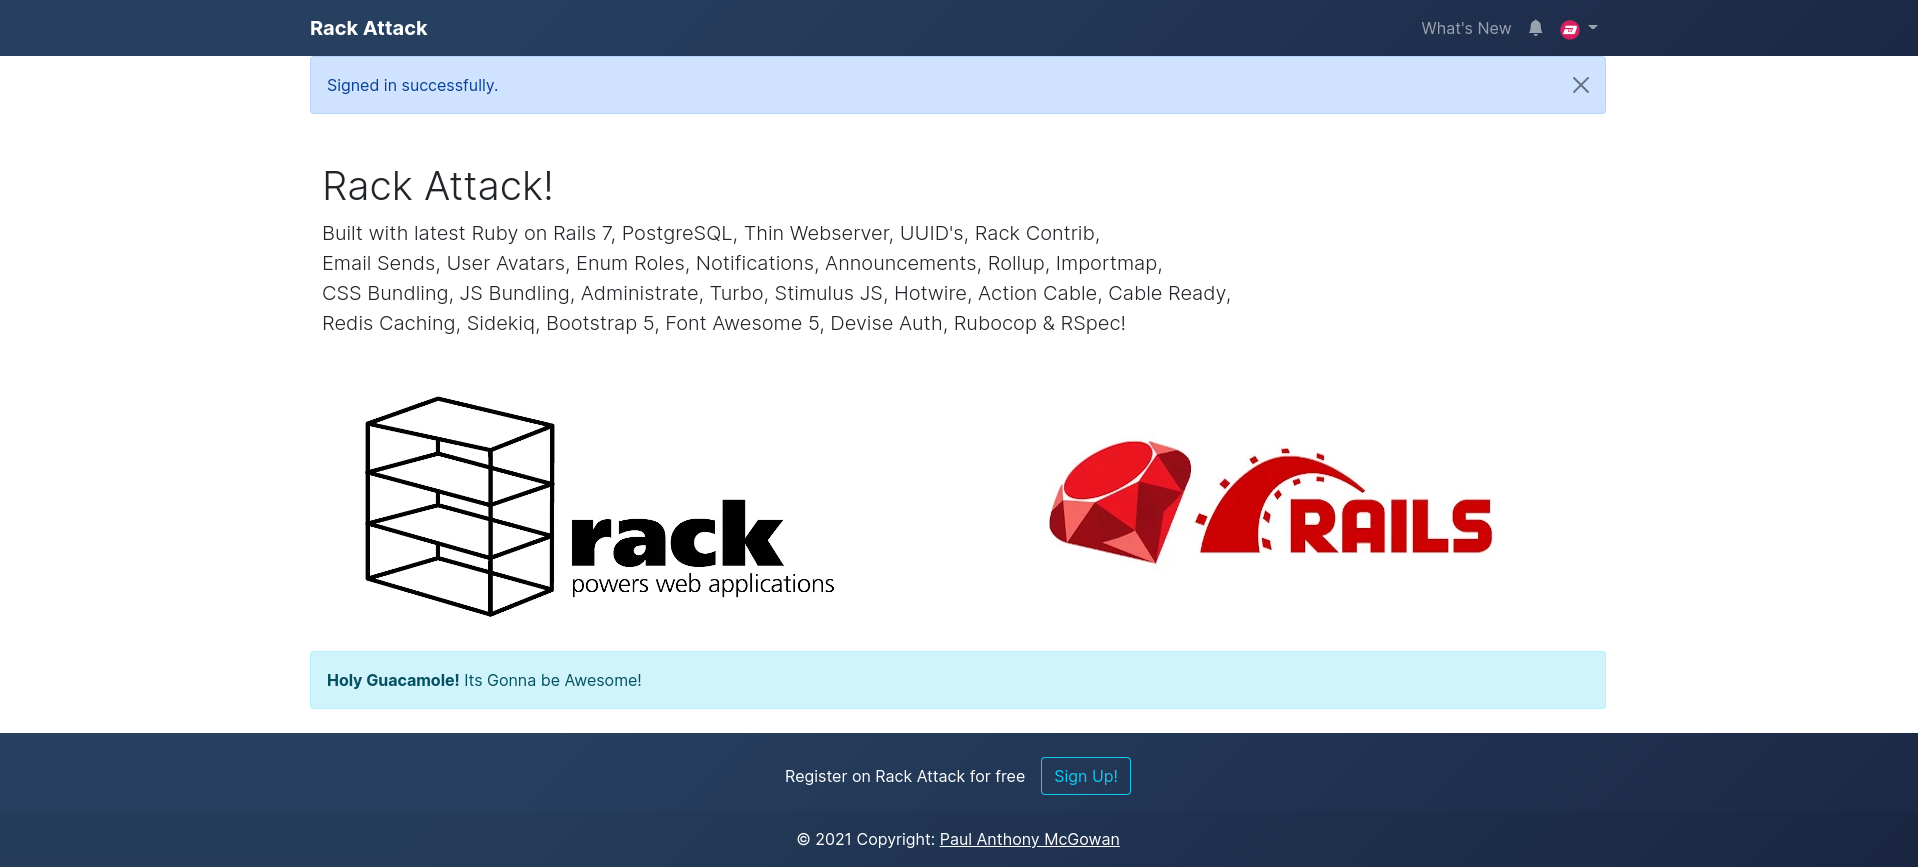 Rack Attack
What's New
Signed in successfully.
Rack Attack!
Built with latest Ruby on Rails 7, PostgreSQL, Thin Webserver, UUID's, Rack Contrib,
Email Sends, User Avatars, Enum Roles, Notifications, Announcements, Rollup, Importmap,
CSS Bundling, JS Bundling, Administrate, Turbo, Stimulus JS, Hotwire, Action Cable, Cable Ready,
Redis Caching, Sidekiq, Bootstrap 5, Font Awesome 5, Devise Auth, Rubocop & RSpec!
rack
powers web applications
RAILS
Holy Guacamole! Its Gonna be Awesome!
Register on Rack Attack for free
Sign Up!
© 2021 Copyright: Paul Anthony McGowan